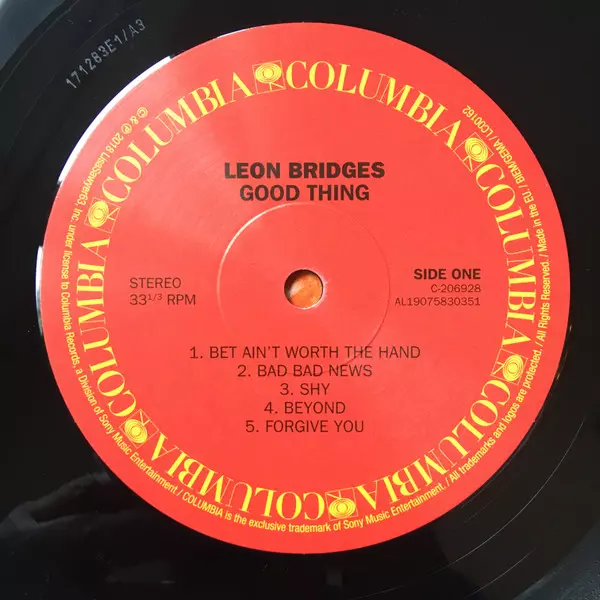 171283E1/A3
LEON BRIDGES
GOOD THING
STEREO
33 1/3 RPM
SIDE ONE
C-206928
AL19075830351
1. BET AIN'T WORTH THE HAND
2. BAD BAD NEWS
3. SHY
4. BEYOND
5. FORGIVE YOU
COLUMBIA COLUMBIA COLUMBIA COLUMBIA COLUMBIA COLUMBIA
© & ℗ 2018 LisaSawyer63, Inc. under license to Columbia Records, a Division of Sony Music Entertainment / COLUMBIA is the exclusive trademark of Sony Music Entertainment. / All trademarks and logos are protected. / All Rights Reserved. / Made in the EU. / BIEM/GEMA / LC00162